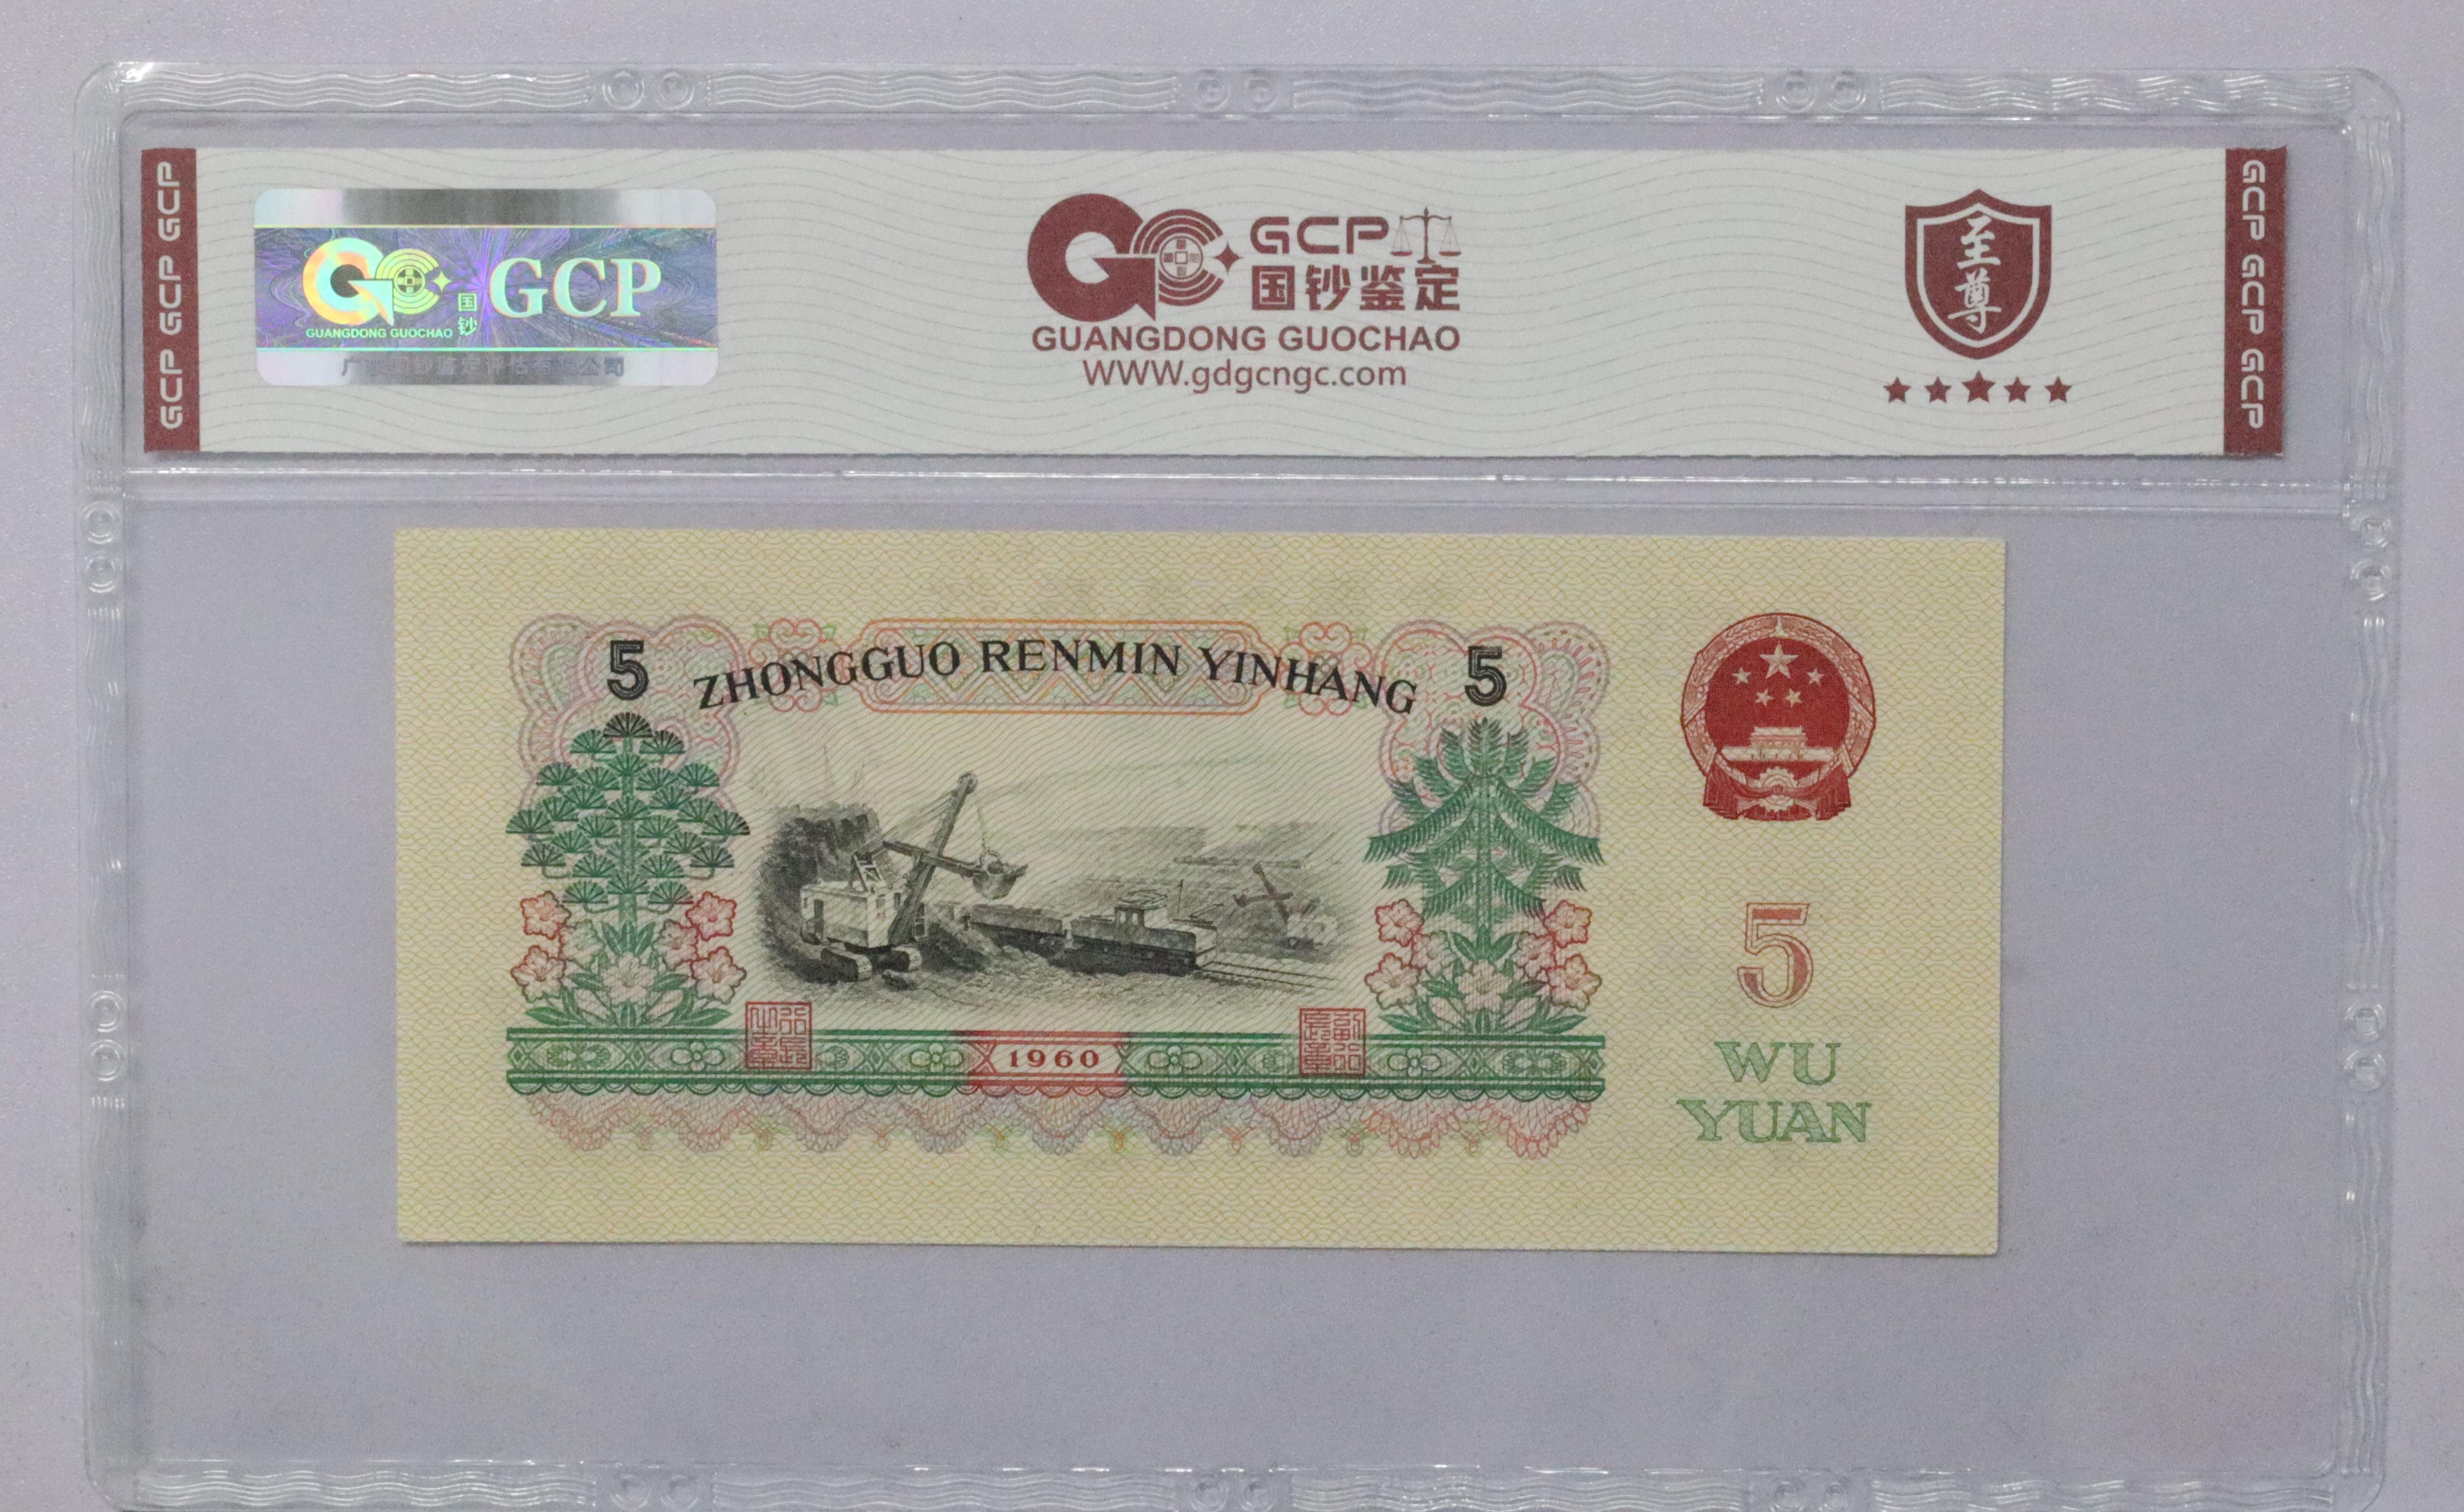 GCP GCP GCP
GUANGDONG GUOCHAO
国钞
GCP
GCP
国钞鉴定
GUANGDONG GUOCHAO
WWW.gdgcngc.com
至尊
GCP GCP GCP
5
ZHONGGUO RENMIN YINHANG
5
1960
5
WU
YUAN